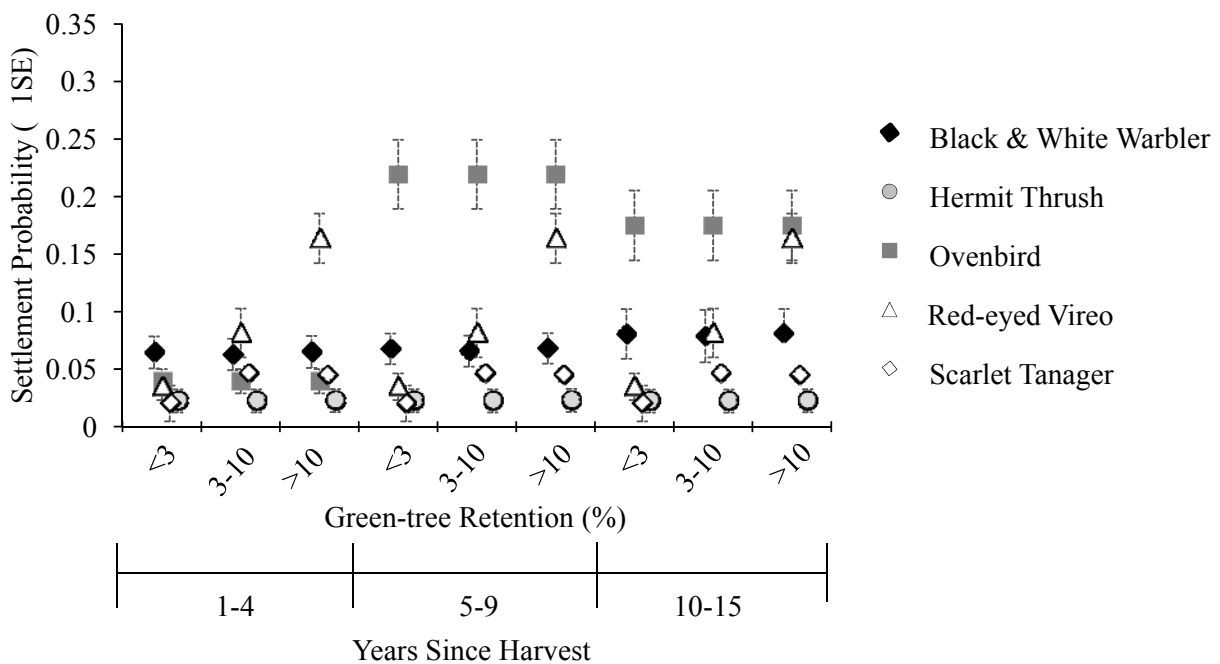 Settlement Probability ( 1SE)
0.35
0.3
0.25
0.2
0.15
0.1
0.05
0
<3
3-10
>10
<3
3-10
>10
<3
3-10
>10
Green-tree Retention (%)
1-4
5-9
10-15
Years Since Harvest
Black & White Warbler
Hermit Thrush
Ovenbird
Red-eyed Vireo
Scarlet Tanager